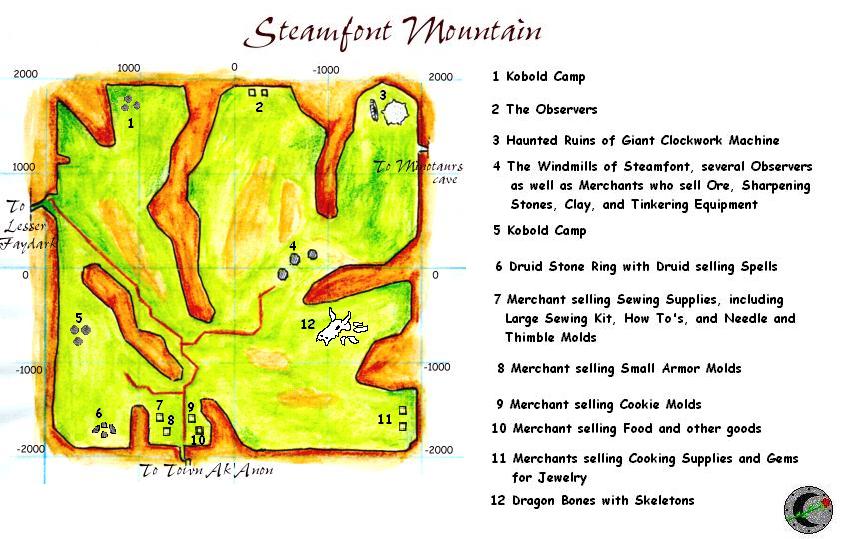 Steamfont Mountain
2000
1000
0
-1000
2000
1
2
3
To Minotaurs
cave
1000
To
Lesser
Faydark
4
0
0
5
12
-1000
-1000
6
7
8
9
10
11
-2000
-2000
To Town Ak'Anon
1 Kobold Camp
2 The Observers
3 Haunted Ruins of Giant Clockwork Machine
4 The Windmills of Steamfont, several Observers
as well as Merchants who sell Ore, Sharpening
Stones, Clay, and Tinkering Equipment
5 Kobold Camp
6 Druid Stone Ring with Druid selling Spells
7 Merchant selling Sewing Supplies, including
Large Sewing Kit, How To's, and Needle and
Thimble Molds
8 Merchant selling Small Armor Molds
9 Merchant selling Cookie Molds
10 Merchant selling Food and other goods
11 Merchants selling Cooking Supplies and Gems
for Jewelry
12 Dragon Bones with Skeletons